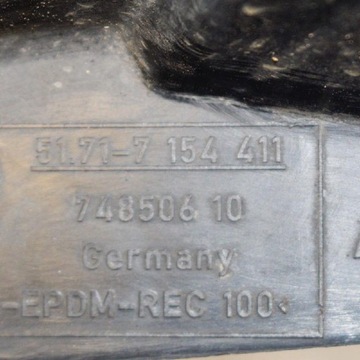 51.71-7 154 411
748506 10
Germany
-EPDM-REC 100<